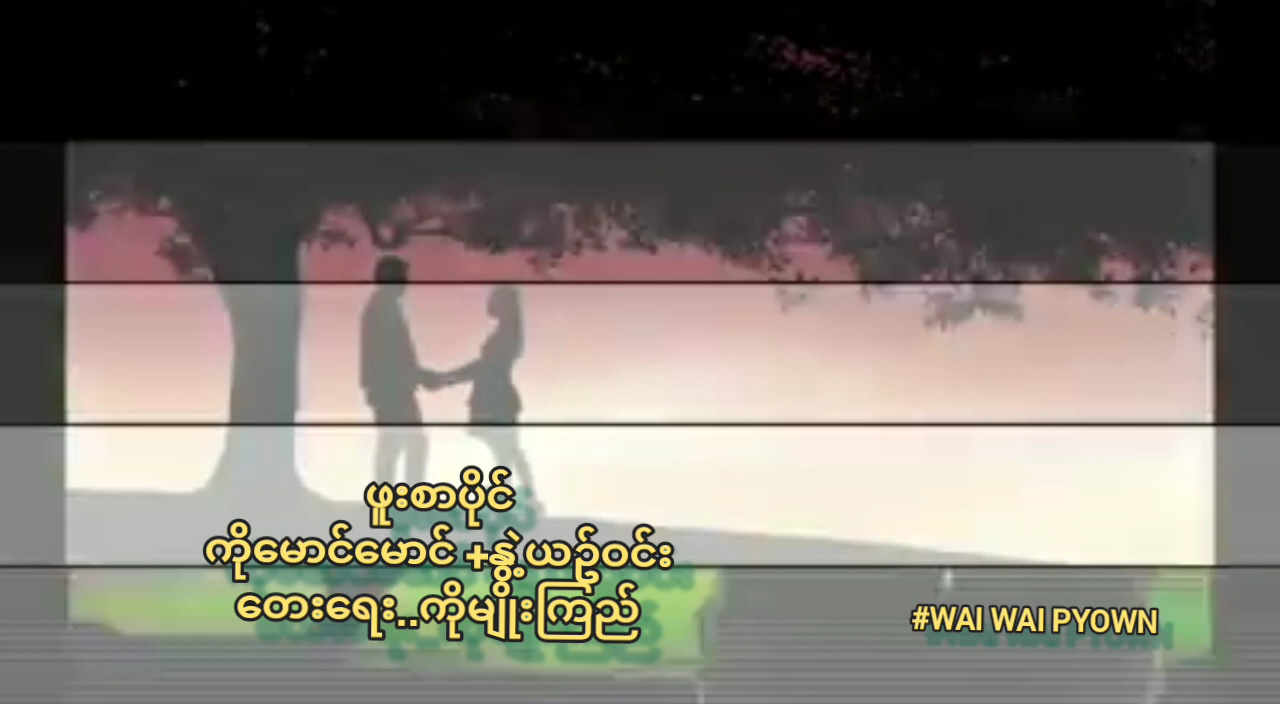 ဖူးစာပိုင်
ကိုမောင်မောင် +နွဲ့ယဉ်ဝင်း
တေးရေး..ကိုမျိုးကြည်
#WAI WAI PYOWN